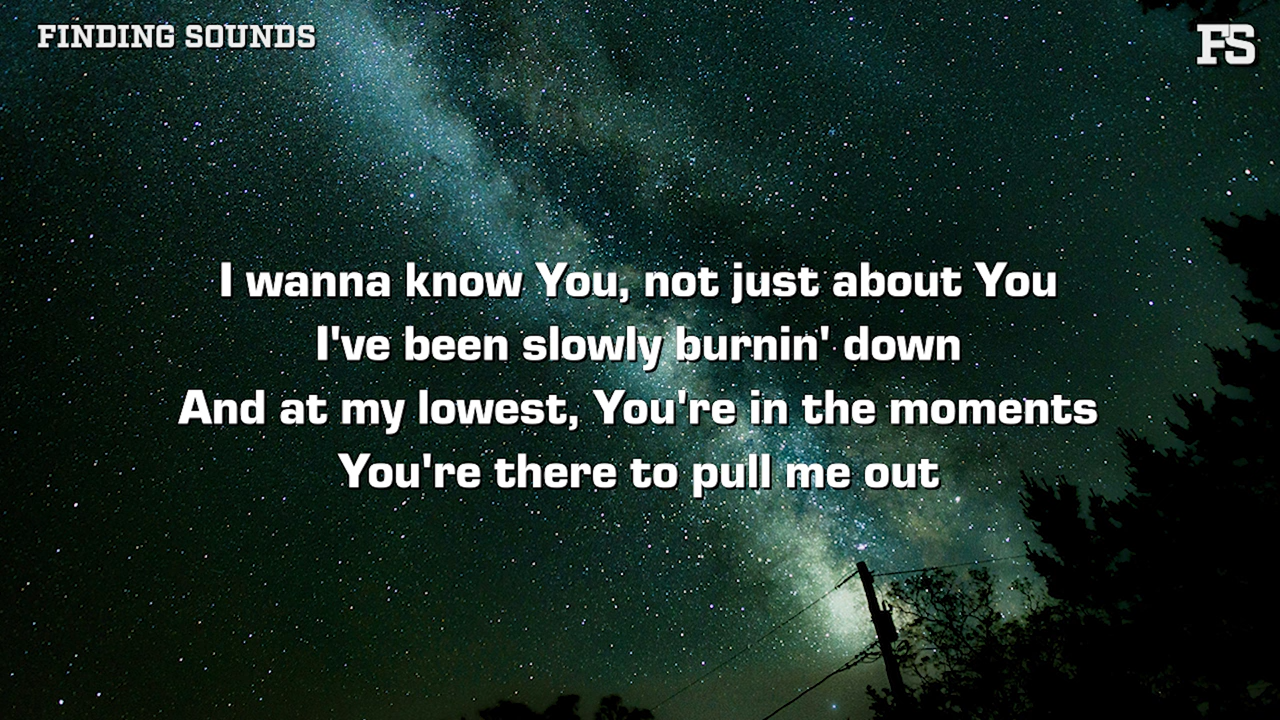 FINDING SOUNDS
FS
I wanna know You, not just about You
I've been slowly burnin' down
And at my lowest, You're in the moments
You're there to pull me out